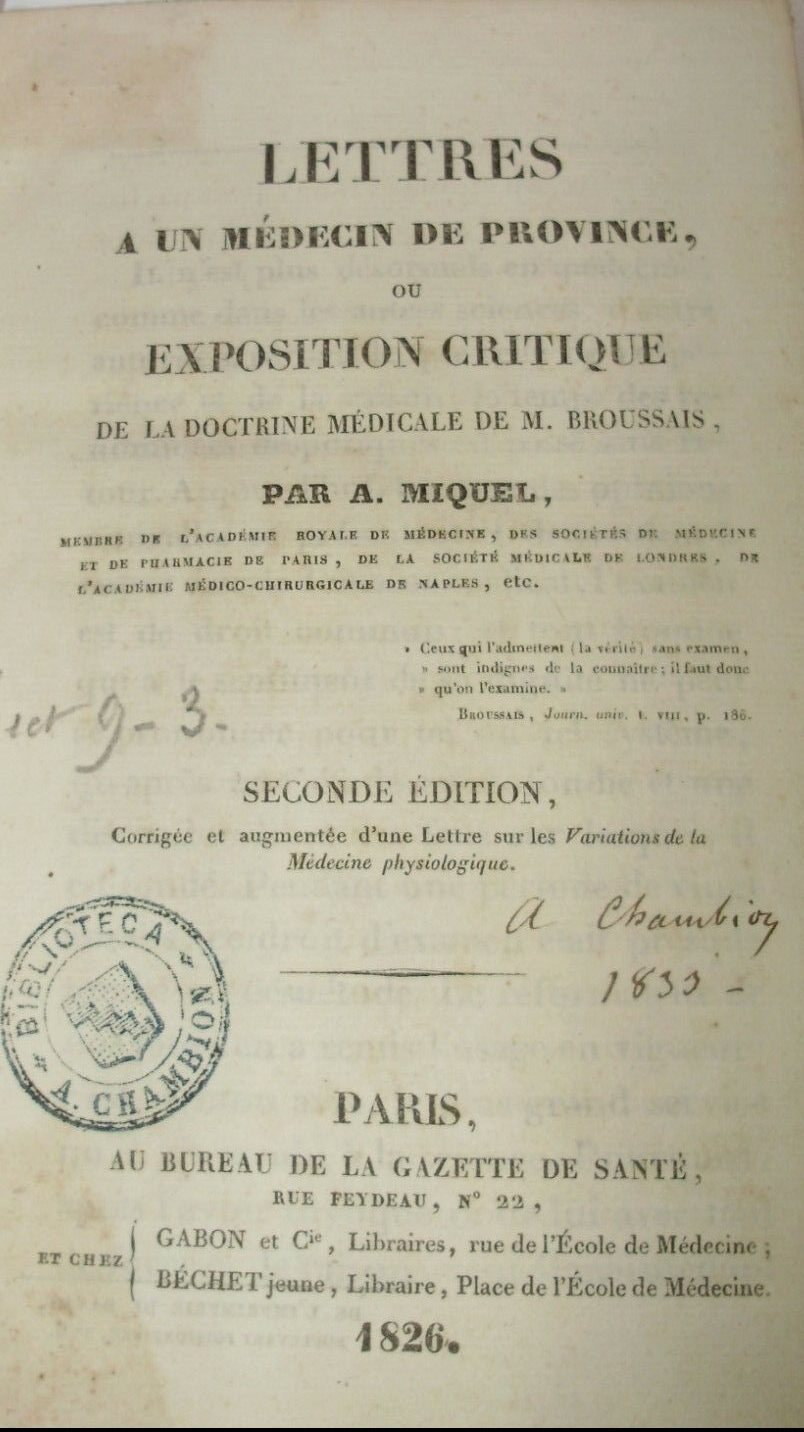 LETTRES
A UN MÉDECIN DE PROVINCE,
OU
EXPOSITION CRITIQUE
DE LA DOCTRINE MÉDICALE DE M. BROUSSAIS,
PAR A. MIQUEL,
MEMBRE DE L'ACADÉMIE ROYALE DE MÉDECINE, DES SOCIÉTÉS DE MÉDECINE
ET DE PHARMACIE DE PARIS, DE LA SOCIÉTÉ MÉDICALE DE LONDRES, DE
L'ACADÉMIE MÉDICO-CHIRURGICALE DE NAPLES, etc.
« Ceux qui l'admettent (la vérité) sans examen,
» sont indignes de la connaître; il faut donc
» qu'on l'examine. »
BROUSSAIS, Journ. univ. t. VIII, p. 136.
9-3.
SECONDE ÉDITION,
Corrigée et augmentée d'une Lettre sur les Variations de la
Médecine physiologique.
A Chambion
BIBLIOTECA
A. CHAMBION
PARIS,
AU BUREAU DE LA GAZETTE DE SANTÉ,
RUE FEYDEAU, N° 22,
ET CHEZ
GABON et Cie, Libraires, rue de l'École de Médecine;
BÉCHET jeune, Libraire, Place de l'École de Médecine.
1826.